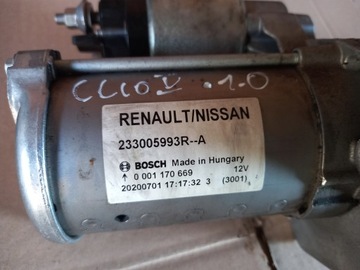 CLIO V 1.0
RENAULT/NISSAN
233005993R--A
BOSCH Made in Hungary
↑ 0 001 170 669 12V
20200701 17:17:32 3 (3001)